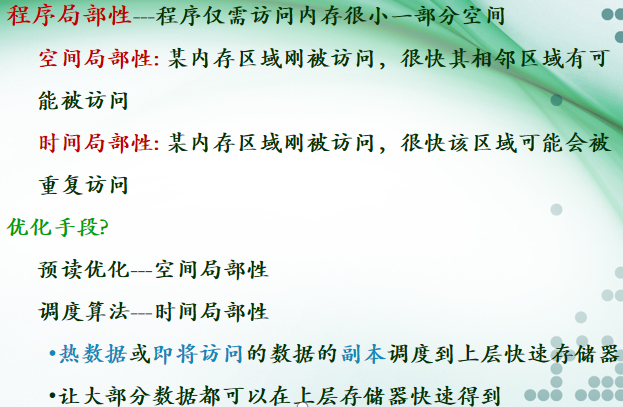 程序局部性---程序仅需访问内存很小一部分空间
空间局部性: 某内存区域刚被访问，很快其相邻区域有可
能被访问
时间局部性: 某内存区域刚被访问，很快该区域可能会被
重复访问
优化手段?
预读优化---空间局部性
调度算法---时间局部性
•热数据或即将访问的数据的副本调度到上层快速存储器
•让大部分数据都可以在上层存储器快速得到